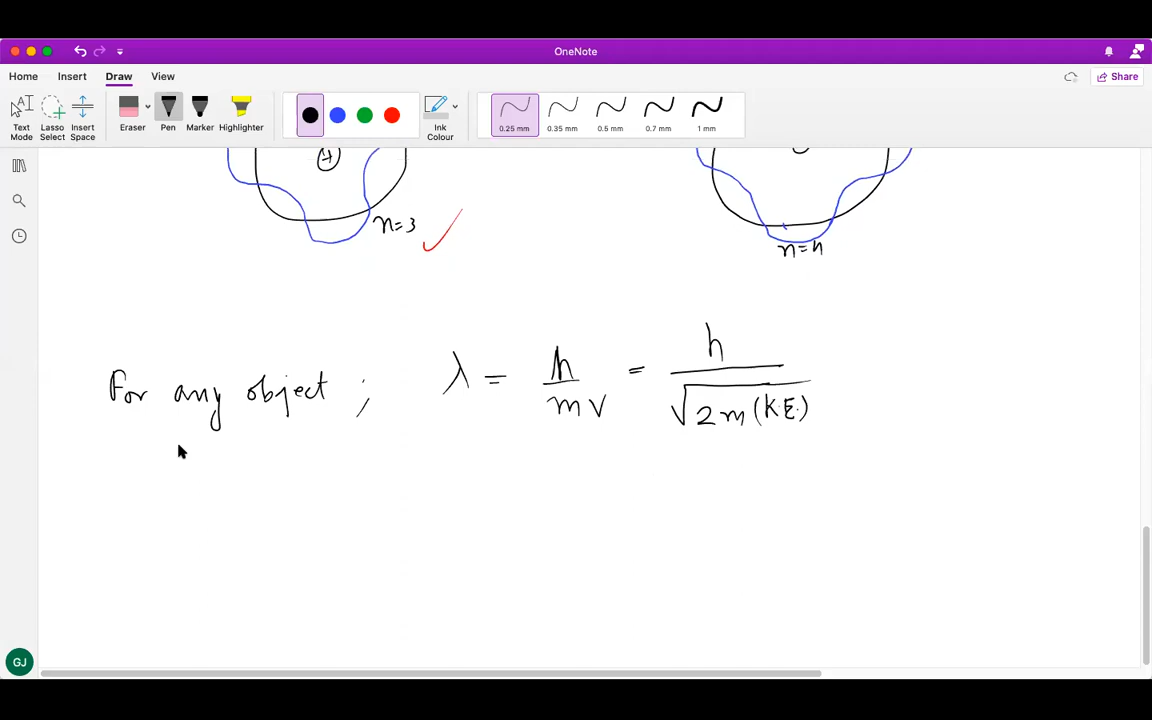 OneNote
Home Insert Draw View Share
Text Mode Lasso Select Insert Space Eraser Pen Marker Highlighter Ink Colour 0.25 mm 0.35 mm 0.5 mm 0.7 mm 1 mm
n=3
n=4
For any object ; λ = h/mv = h/√2m(K.E.)
GJ